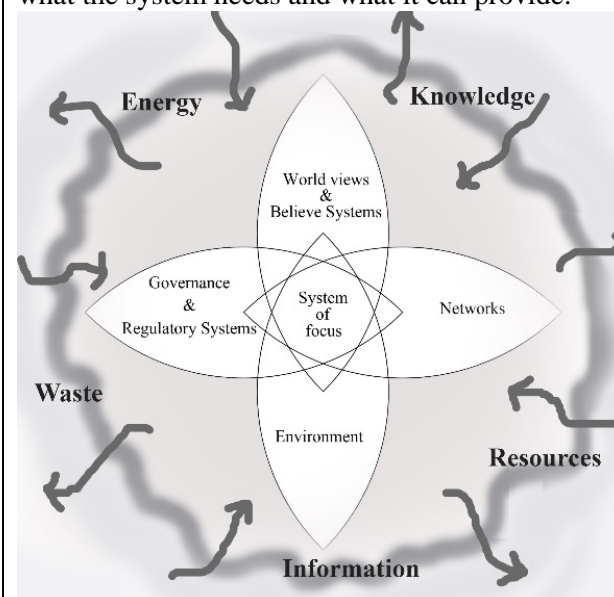 what the system needs and what it can provide.
Energy
Knowledge
World views
&
Believe Systems
Governance
&
Regulatory Systems
System
of
focus
Networks
Waste
Environment
Resources
Information